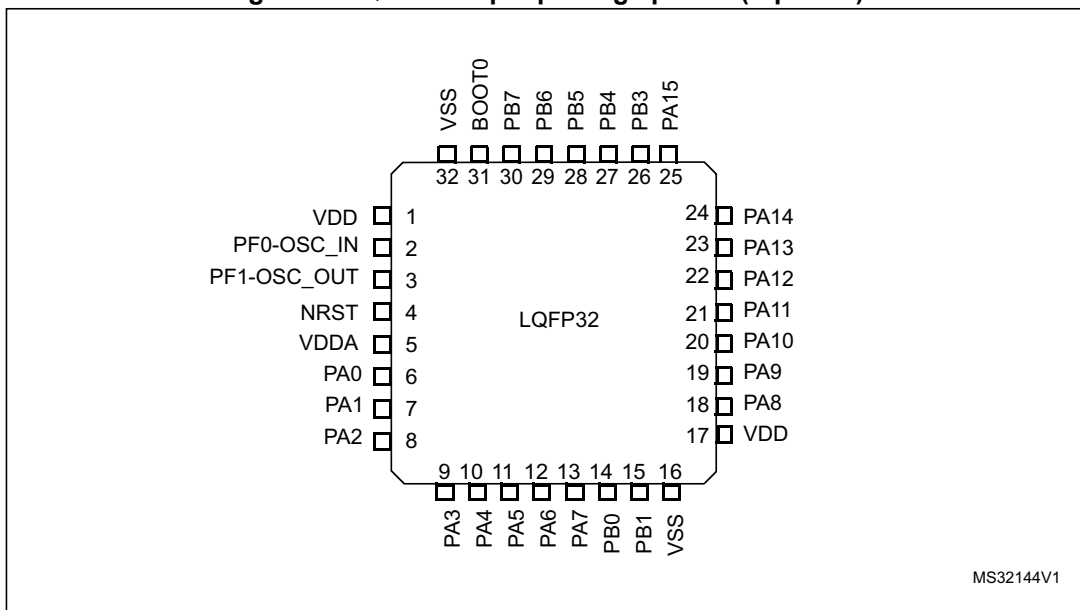 VSS
BOOT0
PB7
PB6
PB5
PB4
PB3
PA15
32 31 30 29 28 27 26 25
VDD 1
PF0-OSC_IN 2
PF1-OSC_OUT 3
NRST 4
VDDA 5
PA0 6
PA1 7
PA2 8
LQFP32
24 PA14
23 PA13
22 PA12
21 PA11
20 PA10
19 PA9
18 PA8
17 VDD
9 10 11 12 13 14 15 16
PA3
PA4
PA5
PA6
PA7
PB0
PB1
VSS
MS32144V1